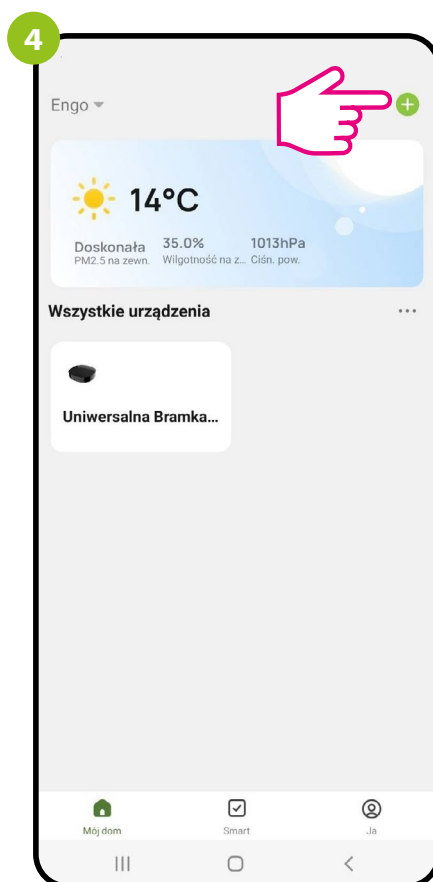 4
Engo
14°C
Doskonała 35.0% 1013hPa
PM2.5 na zewn. Wilgotność na z... Ciśn. pow.
Wszystkie urządzenia
Uniwersalna Bramka...
Mój dom Smart Ja